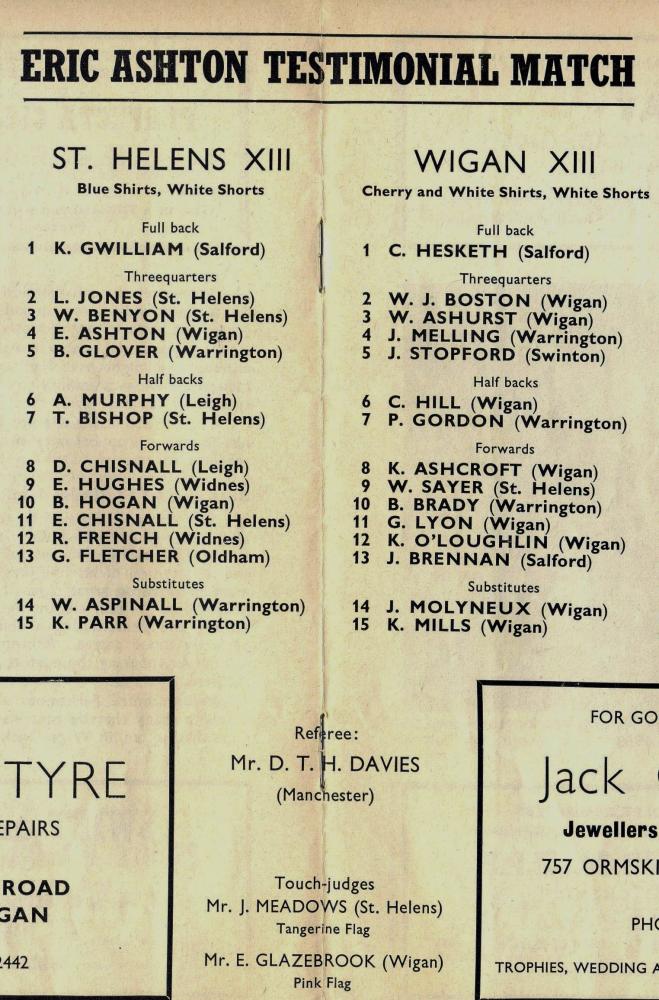 ERIC ASHTON TESTIMONIAL MATCH
ST. HELENS XIII
Blue Shirts, White Shorts
Full back
1 K. GWILLIAM (Salford)
Threequarters
2 L. JONES (St. Helens)
3 W. BENYON (St. Helens)
4 E. ASHTON (Wigan)
5 B. GLOVER (Warrington)
Half backs
6 A. MURPHY (Leigh)
7 T. BISHOP (St. Helens)
Forwards
8 D. CHISNALL (Leigh)
9 E. HUGHES (Widnes)
10 B. HOGAN (Wigan)
11 E. CHISNALL (St. Helens)
12 R. FRENCH (Widnes)
13 G. FLETCHER (Oldham)
Substitutes
14 W. ASPINALL (Warrington)
15 K. PARR (Warrington)
WIGAN XIII
Cherry and White Shirts, White Shorts
Full back
1 C. HESKETH (Salford)
Threequarters
2 W. J. BOSTON (Wigan)
3 W. ASHURST (Wigan)
4 J. MELLING (Warrington)
5 J. STOPFORD (Swinton)
Half backs
6 C. HILL (Wigan)
7 P. GORDON (Warrington)
Forwards
8 K. ASHCROFT (Wigan)
9 W. SAYER (St. Helens)
10 B. BRADY (Warrington)
11 G. LYON (Wigan)
12 K. O'LOUGHLIN (Wigan)
13 J. BRENNAN (Salford)
Substitutes
14 J. MOLYNEUX (Wigan)
15 K. MILLS (Wigan)
TYRE
EPAIRS
ROAD
GAN
2442
Referee:
Mr. D. T. H. DAVIES
(Manchester)
Touch-judges
Mr. J. MEADOWS (St. Helens)
Tangerine Flag
Mr. E. GLAZEBROOK (Wigan)
Pink Flag
FOR GO
Jack
Jewellers
757 ORMSKI
PHO
TROPHIES, WEDDING A